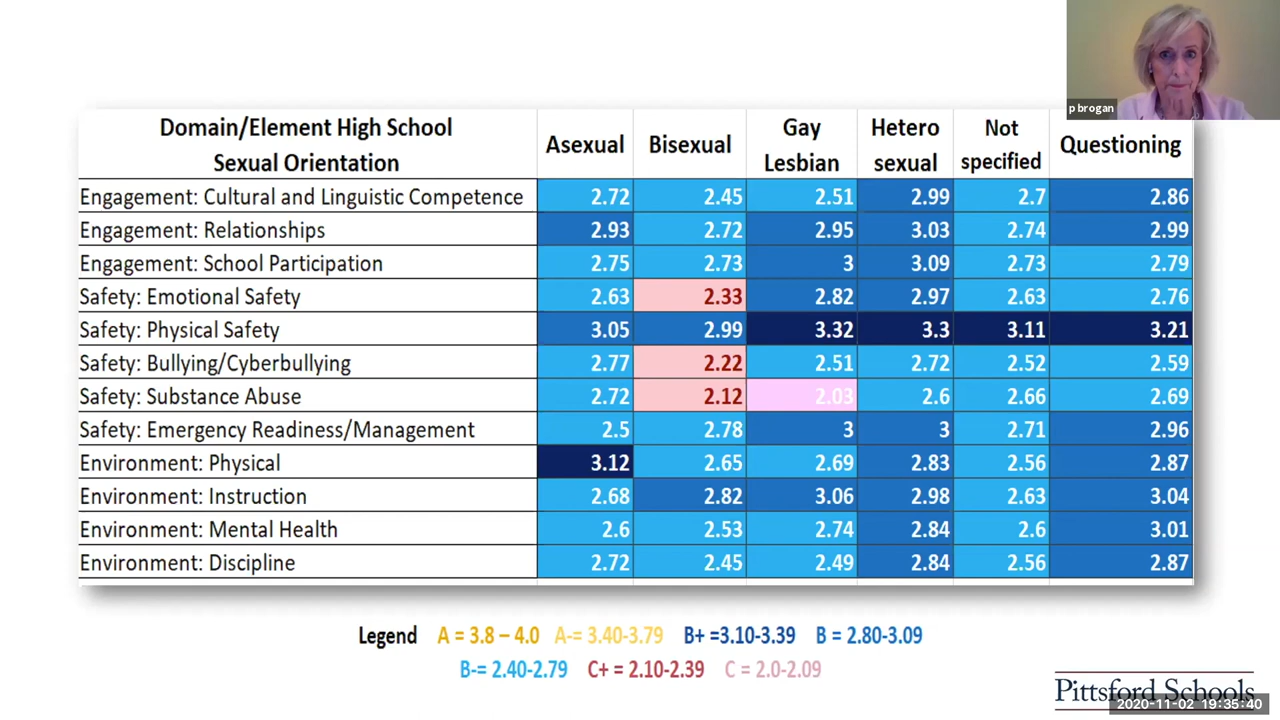 p brogan
Domain/Element High School
Sexual Orientation
Asexual
Bisexual
Gay
Lesbian
Hetero
sexual
Not
specified
Questioning
Engagement: Cultural and Linguistic Competence 2.72 2.45 2.51 2.99 2.7 2.86
Engagement: Relationships 2.93 2.72 2.95 3.03 2.74 2.99
Engagement: School Participation 2.75 2.73 3 3.09 2.73 2.79
Safety: Emotional Safety 2.63 2.33 2.82 2.97 2.63 2.76
Safety: Physical Safety 3.05 2.99 3.32 3.3 3.11 3.21
Safety: Bullying/Cyberbullying 2.77 2.22 2.51 2.72 2.52 2.59
Safety: Substance Abuse 2.72 2.12 2.03 2.6 2.66 2.69
Safety: Emergency Readiness/Management 2.5 2.78 3 3 2.71 2.96
Environment: Physical 3.12 2.65 2.69 2.83 2.56 2.87
Environment: Instruction 2.68 2.82 3.06 2.98 2.63 3.04
Environment: Mental Health 2.6 2.53 2.74 2.84 2.6 3.01
Environment: Discipline 2.72 2.45 2.49 2.84 2.56 2.87
Legend A = 3.8 – 4.0 A-= 3.40-3.79 B+ =3.10-3.39 B = 2.80-3.09
B-= 2.40-2.79 C+ = 2.10-2.39 C = 2.0-2.09
Pittsford Schools
2020-11-02 19:35:40